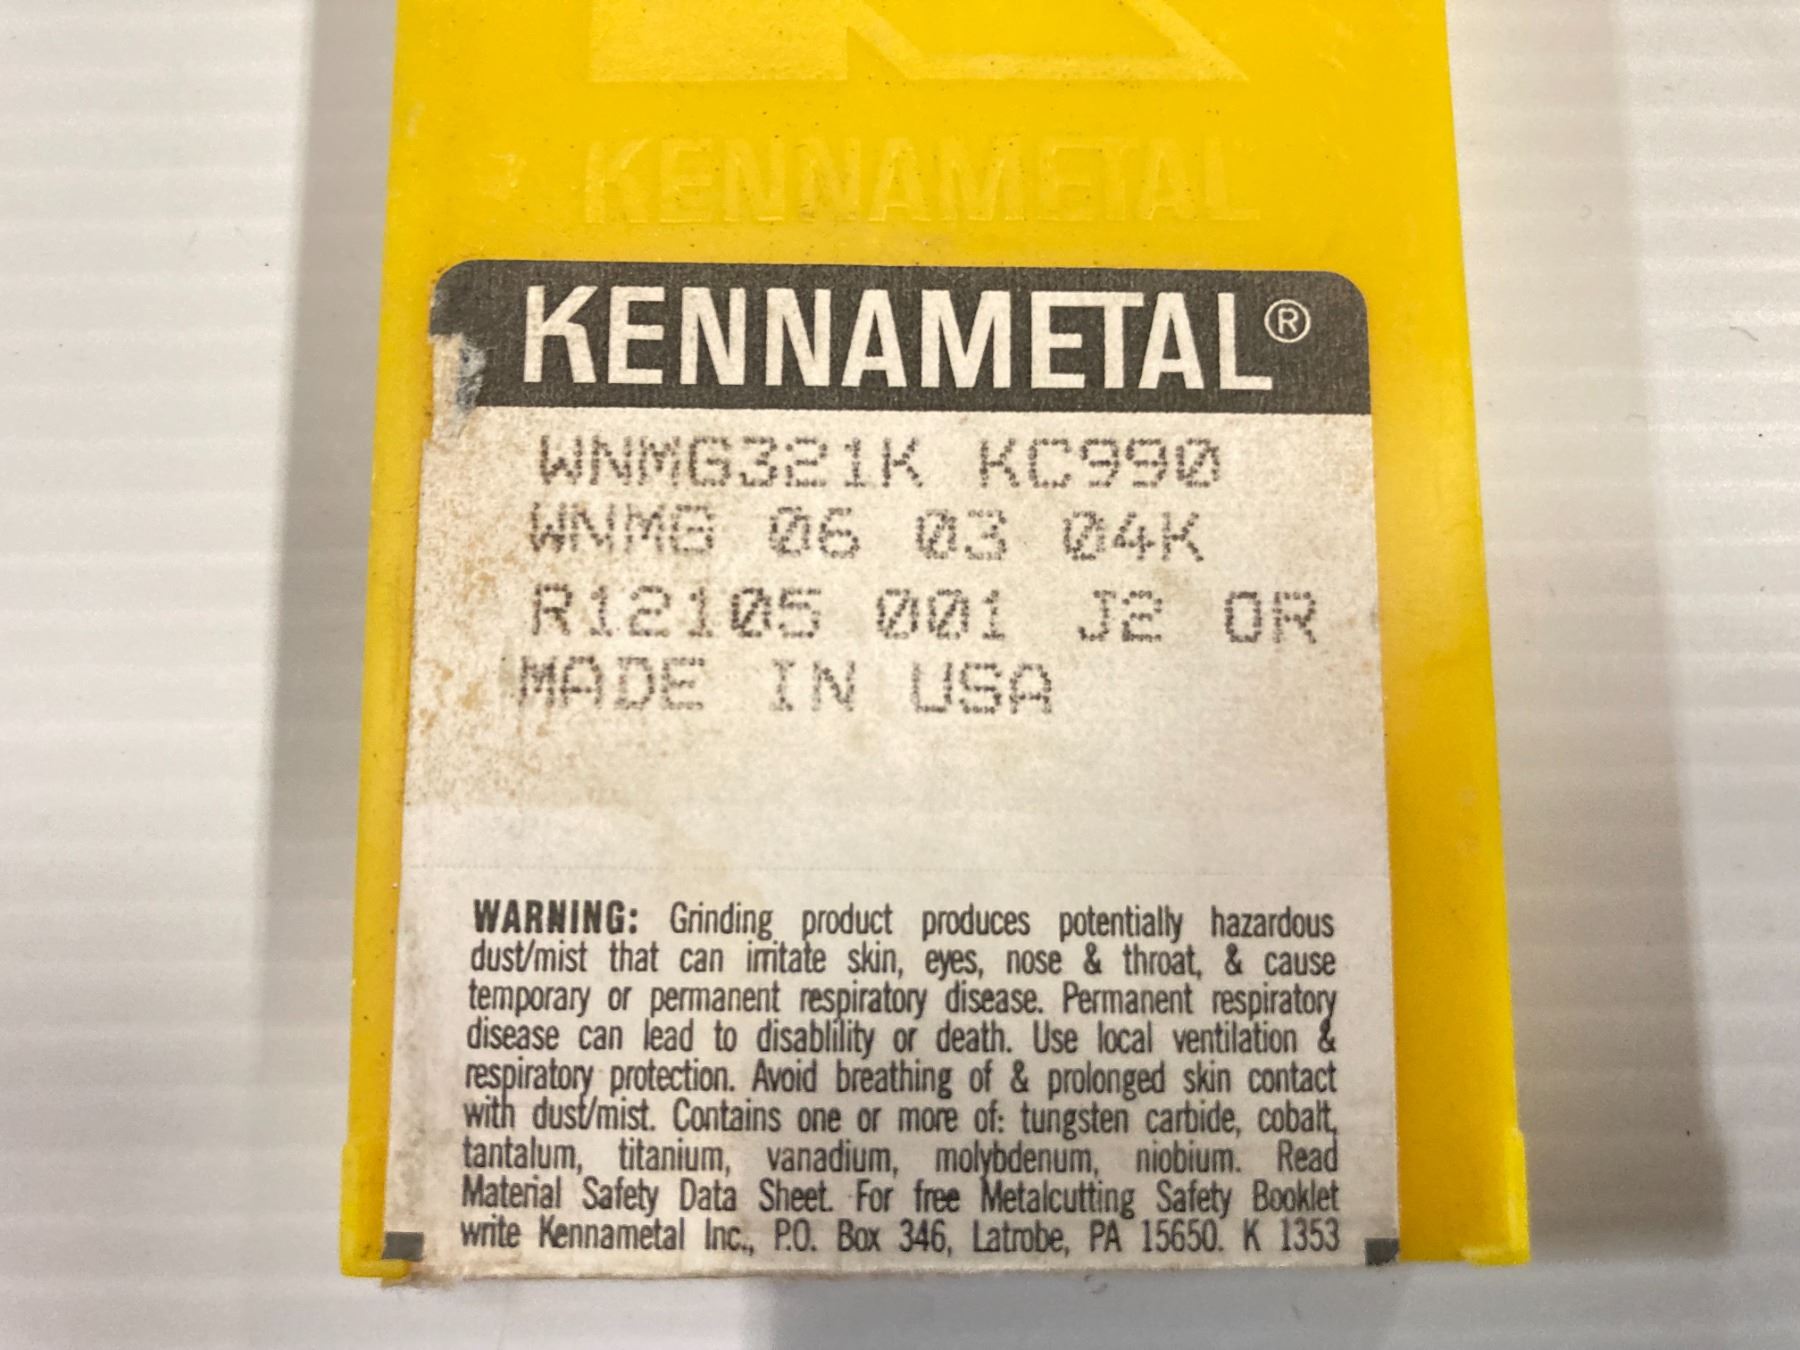 KENNAMETAL
KENNAMETAL®
WNMG321K KC990
WNMG 06 03 04K
R12105 001 J2 OR
MADE IN USA
WARNING: Grinding product produces potentially hazardous
dust/mist that can irritate skin, eyes, nose & throat, & cause
temporary or permanent respiratory disease. Permanent respiratory
disease can lead to disablility or death. Use local ventilation &
respiratory protection. Avoid breathing of & prolonged skin contact
with dust/mist. Contains one or more of: tungsten carbide, cobalt,
tantalum, titanium, vanadium, molybdenum, niobium. Read
Material Safety Data Sheet. For free Metalcutting Safety Booklet
write Kennametal Inc., P.O. Box 346, Latrobe, PA 15650. K 1353